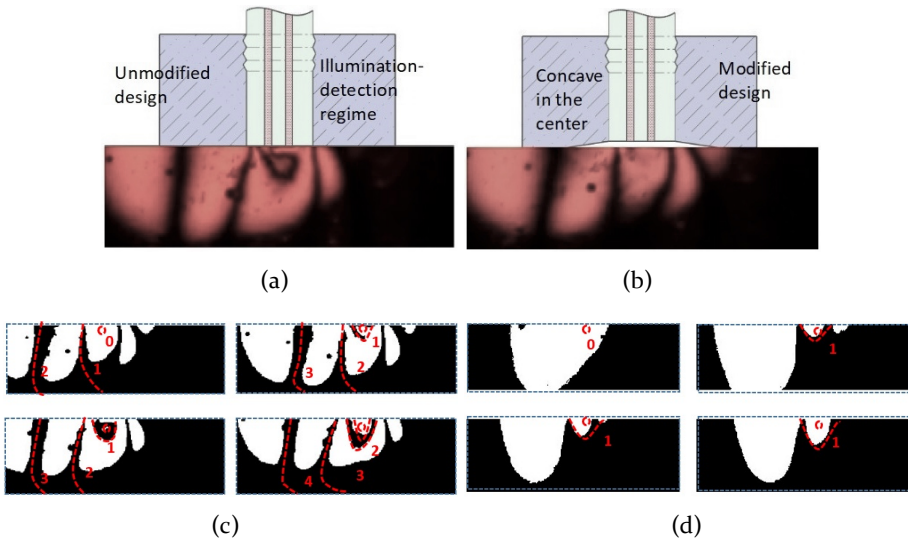 Unmodified
design
Illumination-
detection
regime
Concave
in the
center
Modified
design
(a)
(b)
0
2
1
1
3
2
0
1
1
3
2
2
4
3
1
1
(c)
(d)